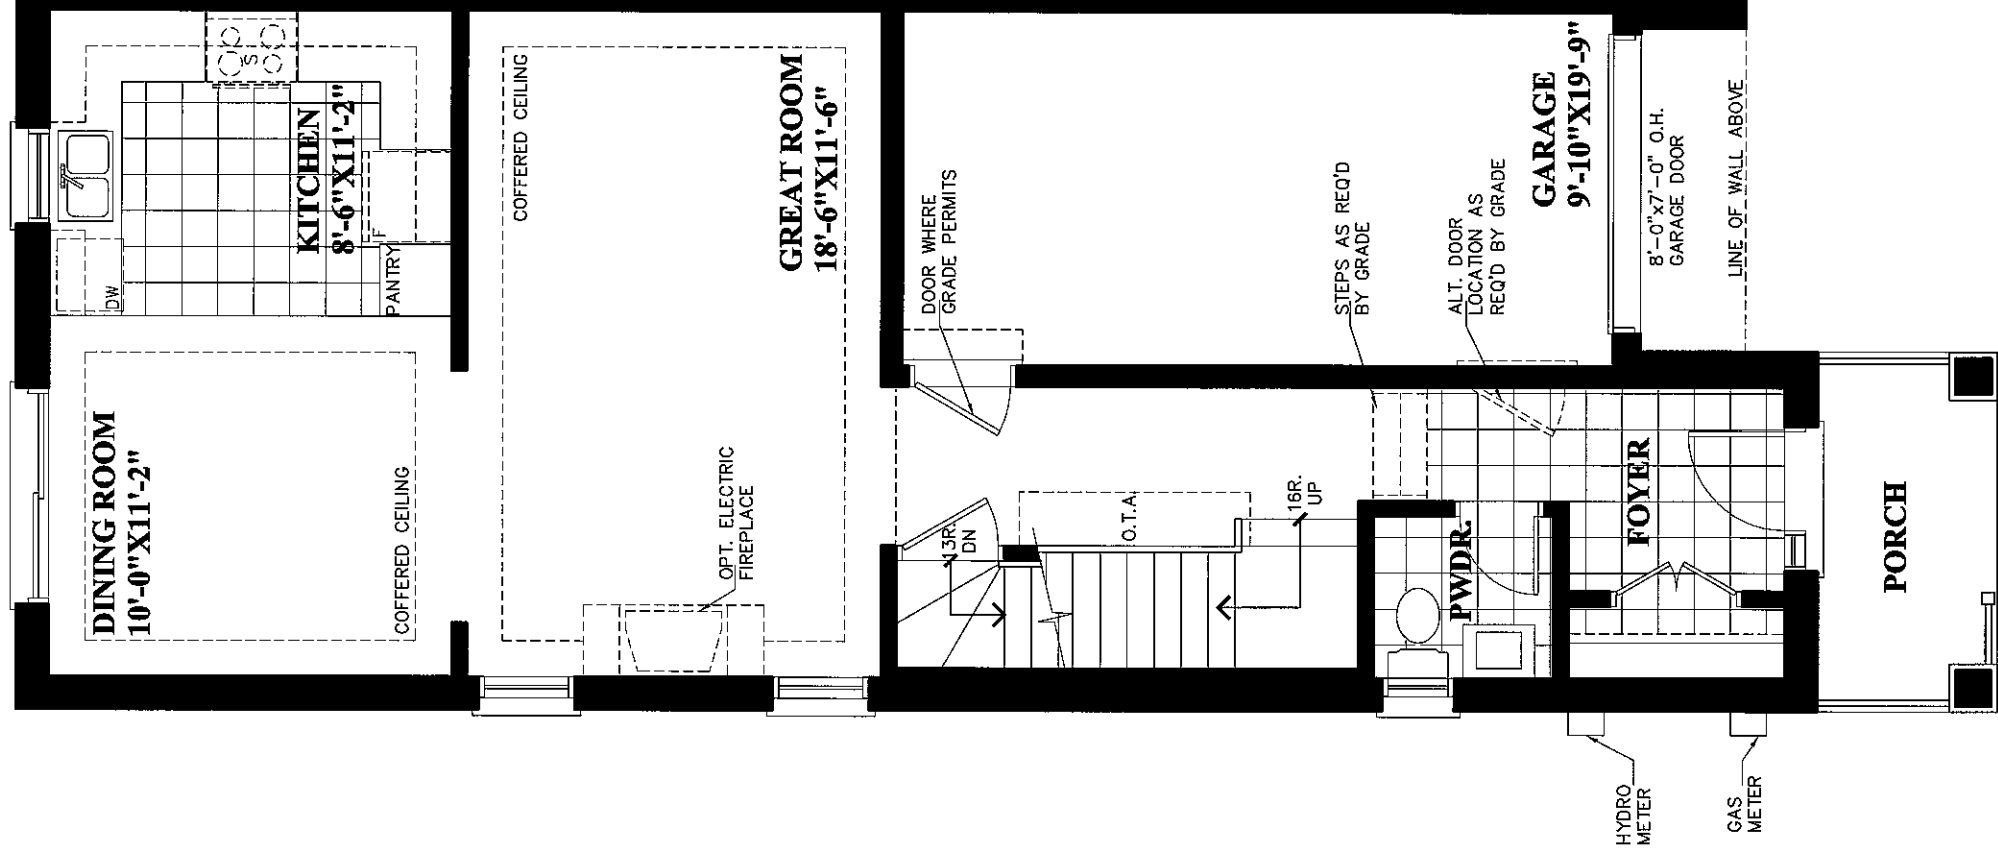 KITCHEN
8'-6"X11'-2"
S
F
DW
PANTRY
DINING ROOM
10'-0"X11'-2"
COFFERED CEILING
COFFERED CEILING
GREAT ROOM
18'-6"X11'-6"
OPT. ELECTRIC
FIREPLACE
DOOR WHERE
GRADE PERMITS
13R.
DN
O.T.A.
16R.
UP
STEPS AS REQ'D
BY GRADE
ALT. DOOR
LOCATION AS
REQ'D BY GRADE
GARAGE
9'-10"X19'-9"
8'-0"x7'-0" O.H.
GARAGE DOOR
LINE OF WALL ABOVE
PWDR.
FOYER
PORCH
HYDRO
METER
GAS
METER